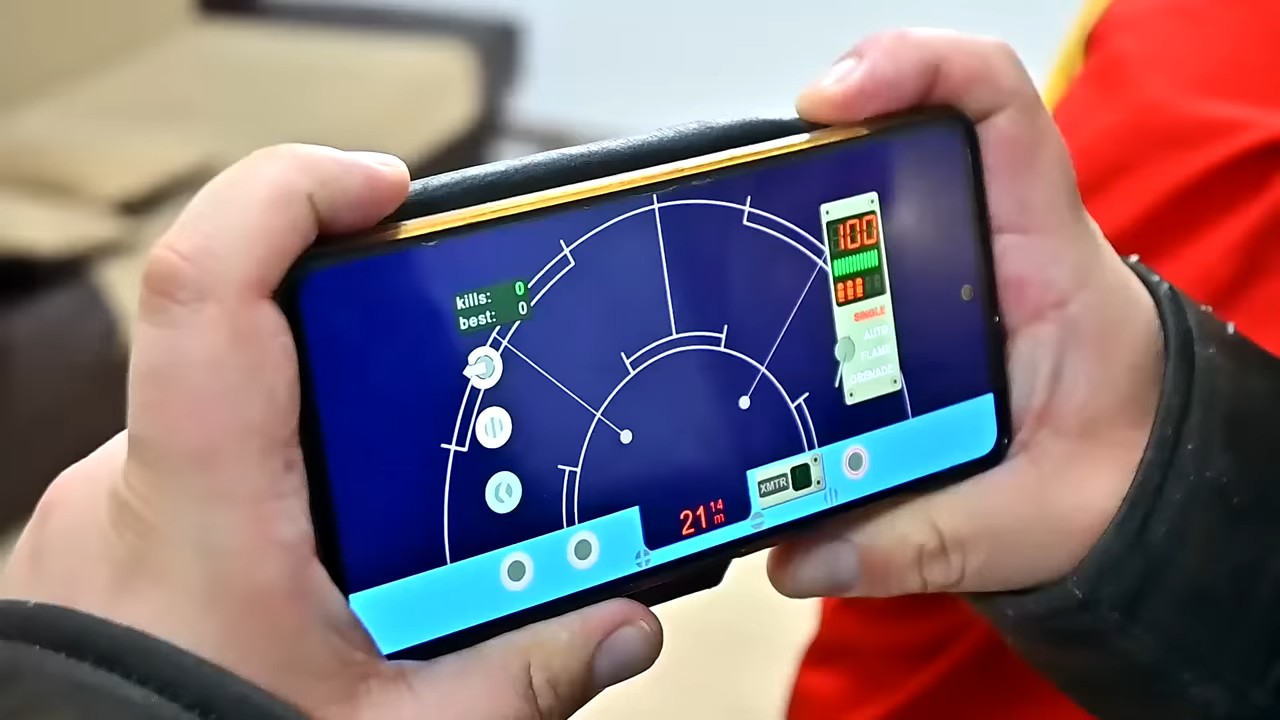 kills: 0
best: 0
100
SINGLE
AUTO
FLAME
GRENADE
XMTR
21 14 m